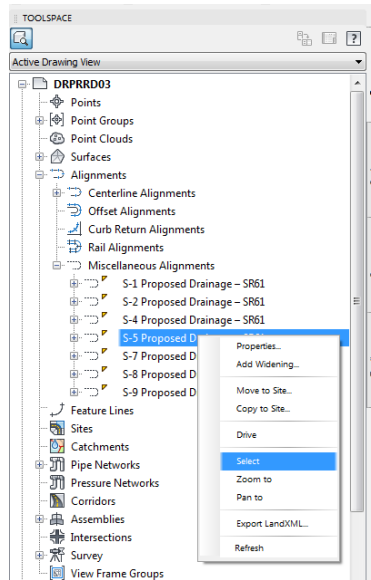 TOOLSPACE
?
Active Drawing View
DRPRRD03
Points
Point Groups
Point Clouds
Surfaces
Alignments
Centerline Alignments
Offset Alignments
Curb Return Alignments
Rail Alignments
Miscellaneous Alignments
S-1 Proposed Drainage – SR61
S-2 Proposed Drainage – SR61
S-4 Proposed Drainage – SR61
S-5 Proposed Drainage – SR61
S-7 Proposed D
S-8 Proposed D
S-9 Proposed D
Feature Lines
Sites
Catchments
Pipe Networks
Pressure Networks
Corridors
Assemblies
Intersections
Survey
View Frame Groups
Properties...
Add Widening...
Move to Site...
Copy to Site...
Drive
Select
Zoom to
Pan to
Export LandXML...
Refresh